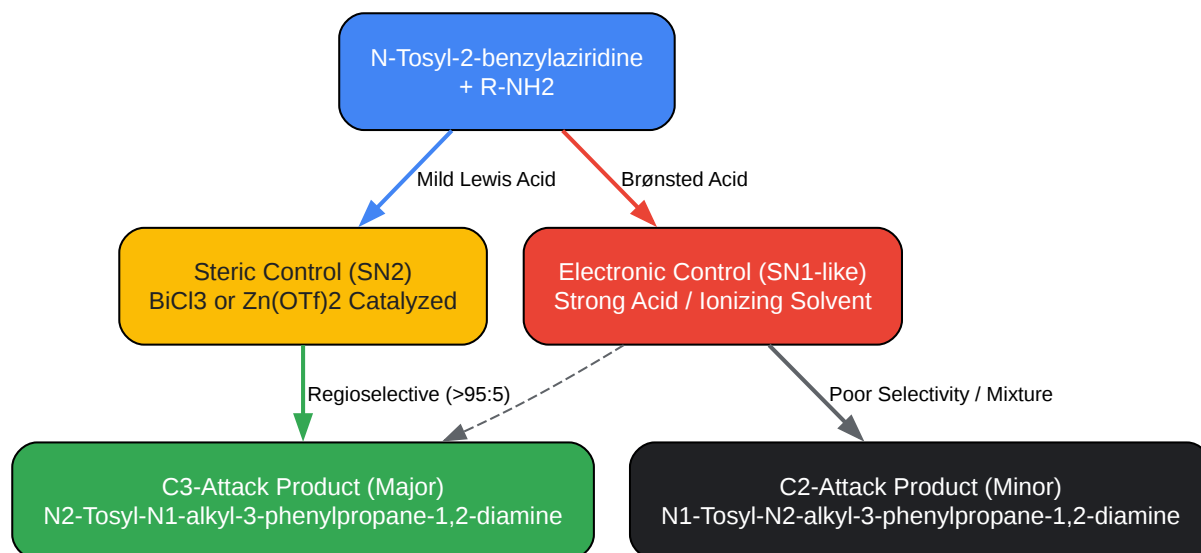 N-Tosyl-2-benzylaziridine
+ R-NH2
Mild Lewis Acid
Brønsted Acid
Steric Control (SN2)
BiCl3 or Zn(OTf)2 Catalyzed
Electronic Control (SN1-like)
Strong Acid / Ionizing Solvent
Regioselective (>95:5)
Poor Selectivity / Mixture
C3-Attack Product (Major)
N2-Tosyl-N1-alkyl-3-phenylpropane-1,2-diamine
C2-Attack Product (Minor)
N1-Tosyl-N2-alkyl-3-phenylpropane-1,2-diamine